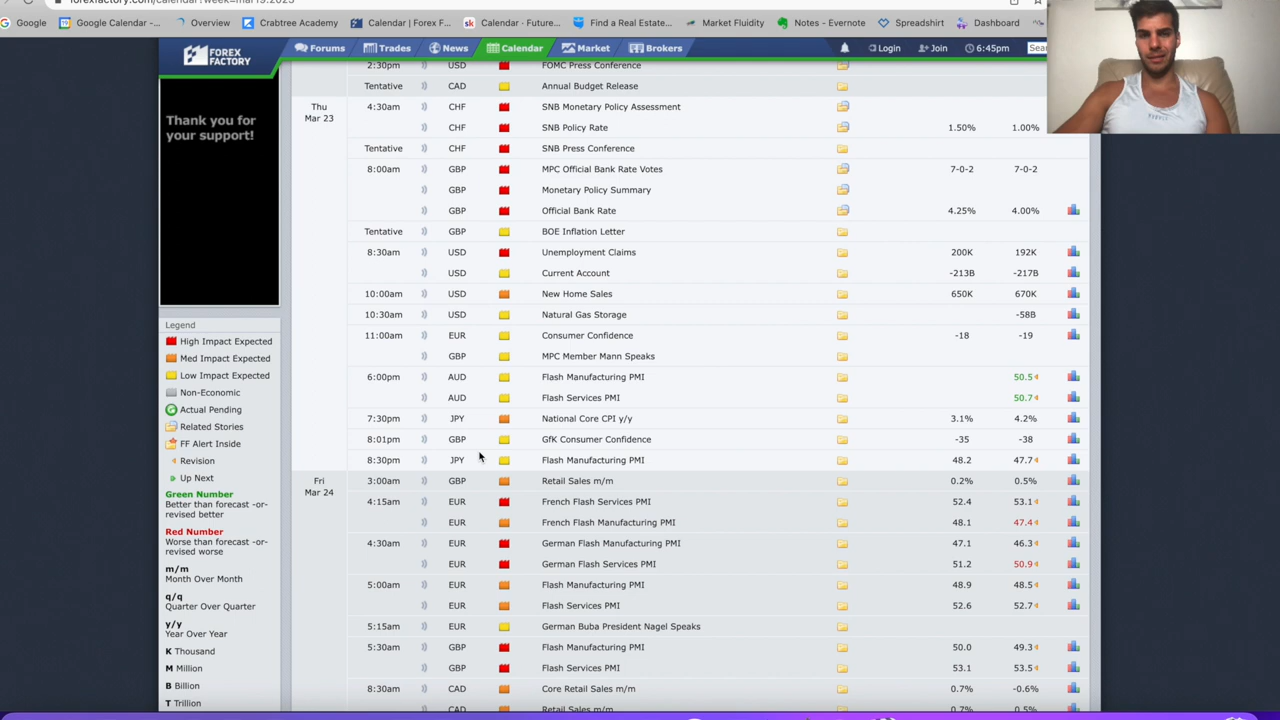 forexfactory.com/calendar?week=mar19.2023
Google
Google Calendar -...
Overview
Crabtree Academy
Calendar | Forex F...
Calendar - Future...
Find a Real Estate...
Market Fluidity
Notes - Evernote
Spreadshirt
Dashboard
FOREX FACTORY
Forums
Trades
News
Calendar
Market
Brokers
Login
Join
6:45pm
Sear
Thank you for
your support!
Legend
High Impact Expected
Med Impact Expected
Low Impact Expected
Non-Economic
Actual Pending
Related Stories
FF Alert Inside
Revision
Up Next
Green Number
Better than forecast -or-
revised better
Red Number
Worse than forecast -or-
revised worse
m/m
Month Over Month
q/q
Quarter Over Quarter
y/y
Year Over Year
K Thousand
M Million
B Billion
T Trillion
2:30pm USD FOMC Press Conference
Tentative CAD Annual Budget Release
Thu
Mar 23
4:30am CHF SNB Monetary Policy Assessment
CHF SNB Policy Rate 1.50% 1.00%
Tentative CHF SNB Press Conference
8:00am GBP MPC Official Bank Rate Votes 7-0-2 7-0-2
GBP Monetary Policy Summary
GBP Official Bank Rate 4.25% 4.00%
Tentative GBP BOE Inflation Letter
8:30am USD Unemployment Claims 200K 192K
USD Current Account -213B -217B
10:00am USD New Home Sales 650K 670K
10:30am USD Natural Gas Storage -58B
11:00am EUR Consumer Confidence -18 -19
GBP MPC Member Mann Speaks
6:00pm AUD Flash Manufacturing PMI 50.5
AUD Flash Services PMI 50.7
7:30pm JPY National Core CPI y/y 3.1% 4.2%
8:01pm GBP GfK Consumer Confidence -35 -38
8:30pm JPY Flash Manufacturing PMI 48.2 47.7
Fri
Mar 24
3:00am GBP Retail Sales m/m 0.2% 0.5%
4:15am EUR French Flash Services PMI 52.4 53.1
EUR French Flash Manufacturing PMI 48.1 47.4
4:30am EUR German Flash Manufacturing PMI 47.1 46.3
EUR German Flash Services PMI 51.2 50.9
5:00am EUR Flash Manufacturing PMI 48.9 48.5
EUR Flash Services PMI 52.6 52.7
5:15am EUR German Buba President Nagel Speaks
5:30am GBP Flash Manufacturing PMI 50.0 49.3
GBP Flash Services PMI 53.1 53.5
8:30am CAD Core Retail Sales m/m 0.7% -0.6%
CAD Retail Sales m/m 0.7% 0.5%